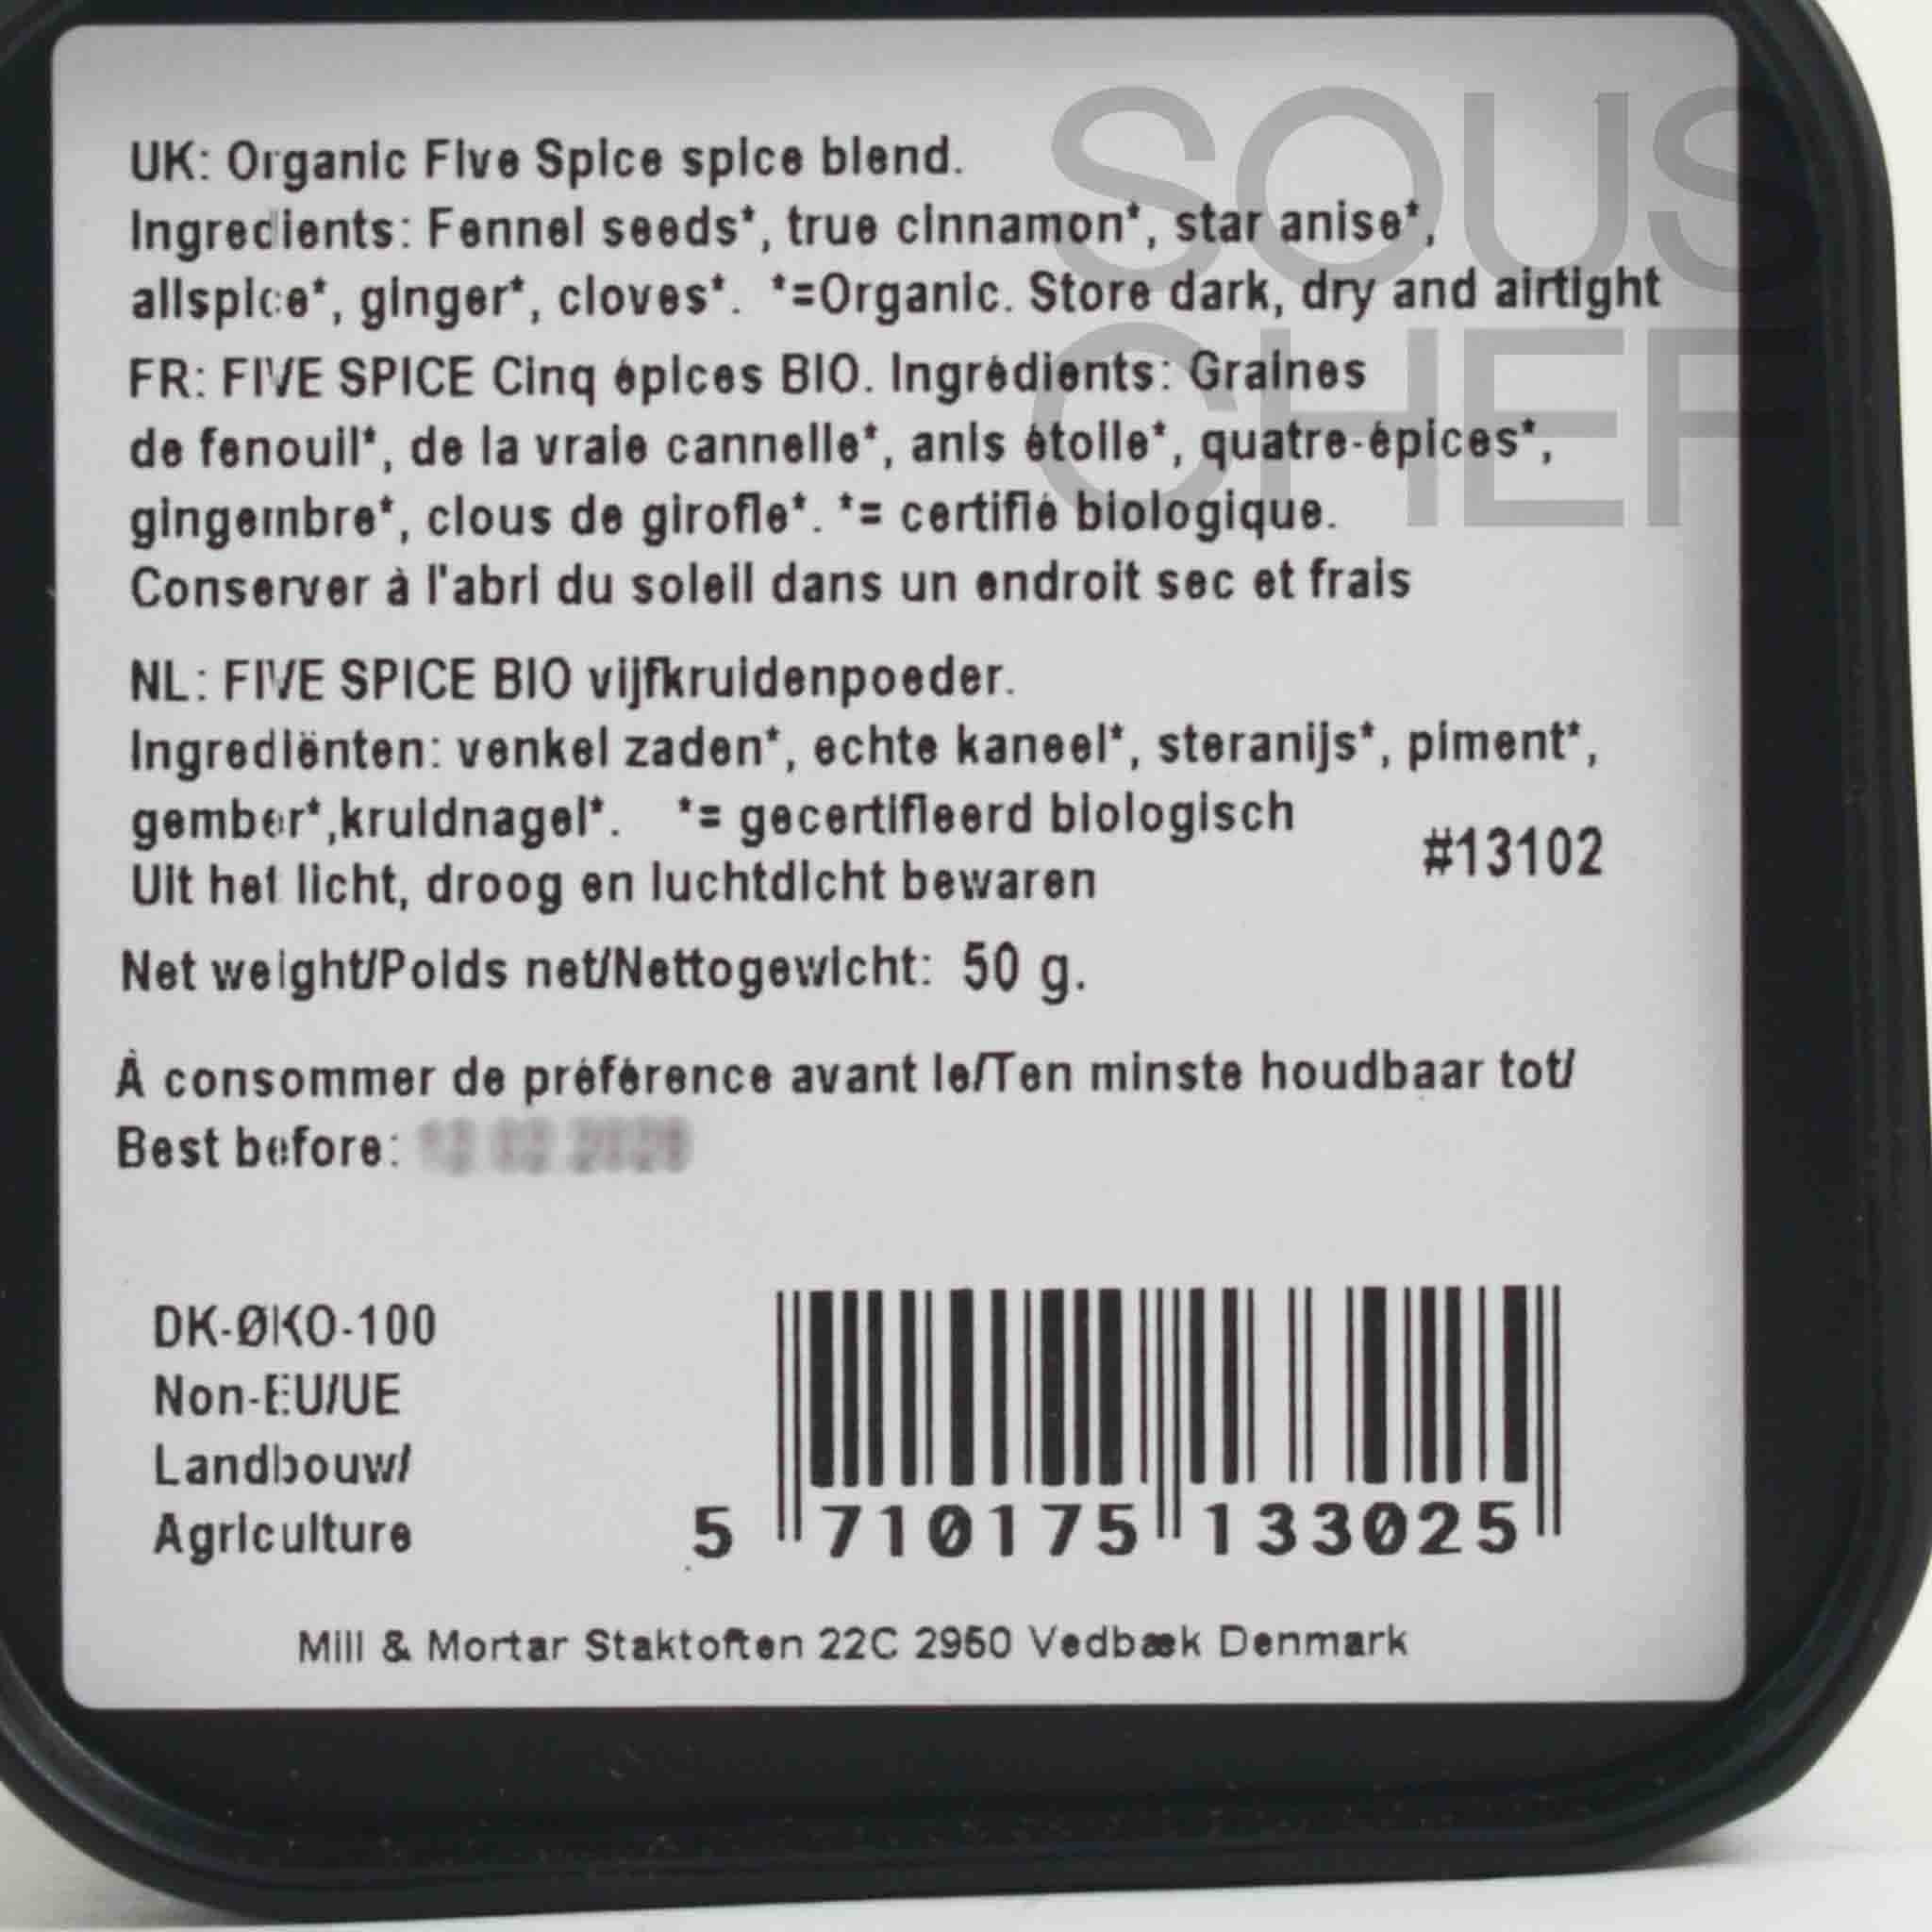 SOUS
CHEF
UK: Organic Five Spice spice blend.
Ingredients: Fennel seeds*, true cinnamon*, star anise*,
allspice*, ginger*, cloves*. *=Organic. Store dark, dry and airtight
FR: FIVE SPICE Cinq épices BIO. Ingrédients: Graines
de fenouil*, de la vraie cannelle*, anis étoile*, quatre-épices*,
gingembre*, clous de girofle*. *= certifié biologique.
Conserver à l'abri du soleil dans un endroit sec et frais
NL: FIVE SPICE BIO vijfkruidenpoeder.
Ingrediënten: venkel zaden*, echte kaneel*, steranijs*, piment*,
gember*,kruidnagel*. *= gecertifieerd biologisch
#13102
Uit het licht, droog en luchtdicht bewaren
Net weight/Poids net/Nettogewicht: 50 g.
À consommer de préférence avant le/Ten minste houdbaar tot/
Best before:
DK-ØKO-100
Non-EU/UE
Landbouw/
Agriculture
5 710175 133025
Mill & Mortar Staktoften 22C 2950 Vedbæk Denmark